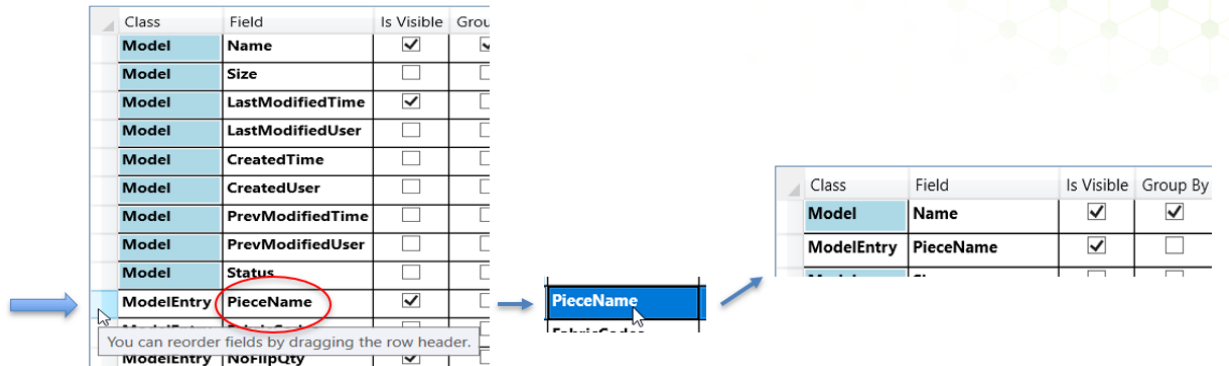 Class Field Is Visible Grou
Model Name
Model Size
Model LastModifiedTime
Model LastModifiedUser
Model CreatedTime
Model CreatedUser
Model PrevModifiedTime
Model PrevModifiedUser
Model Status
ModelEntry PieceName
You can reorder fields by dragging the row header.
ModelEntry NoFlipQty
PieceName
FabricCodes
Class Field Is Visible Group By
Model Name
ModelEntry PieceName